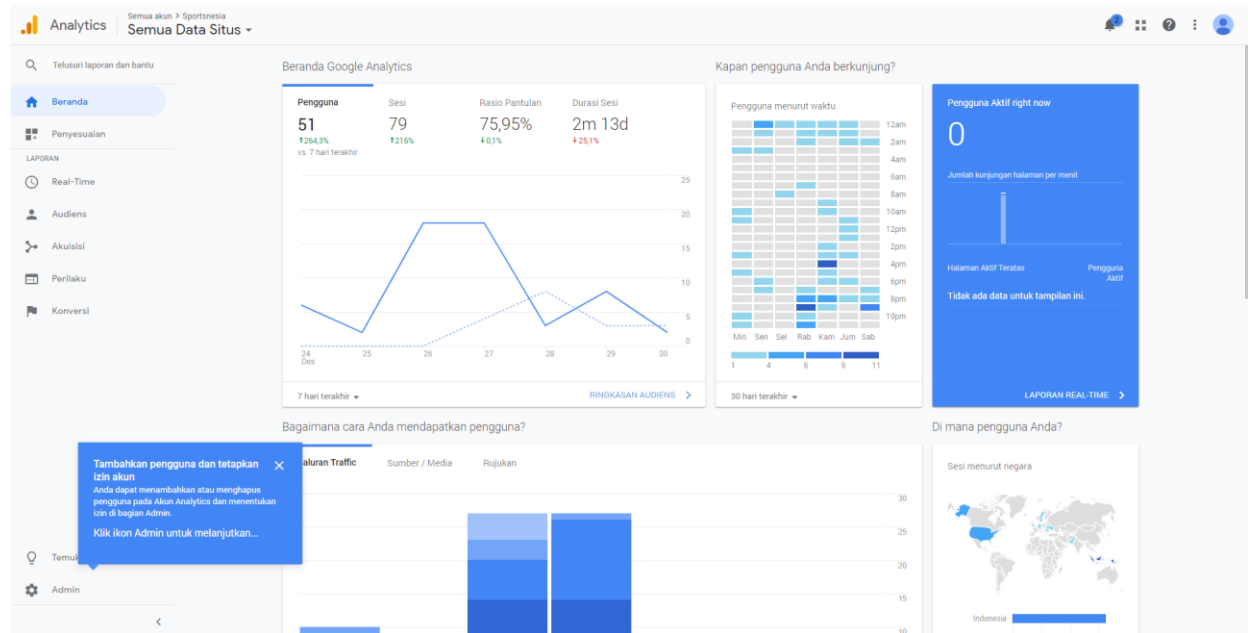 Analytics
Semua akun > Sportsnesia
Semua Data Situs
2
Telusuri laporan dan bantu
Beranda
Penyesuaian
LAPORAN
Real-Time
Audiens
Akuisisi
Perilaku
Konversi
Admin
Tambahkan pengguna dan tetapkan
izin akun
Anda dapat menambahkan atau menghapus
pengguna pada Akun Analytics dan menentukan
izin di bagian Admin.
Klik ikon Admin untuk melanjutkan...
Beranda Google Analytics
Pengguna Sesi Rasio Pantulan Durasi Sesi
51 79 75,95% 2m 13d
264,3% 216% 0,1% 25,1%
vs. 7 hari terakhir
25
20
15
10
5
0
24 25 26 27 28 29 30
Des
7 hari terakhir RINGKASAN AUDIENS
Kapan pengguna Anda berkunjung?
Pengguna menurut waktu
12am
2am
4am
6am
8am
10am
12pm
2pm
4pm
6pm
8pm
10pm
Min Sen Sel Rab Kam Jum Sab
1 4 6 9 11
30 hari terakhir
Pengguna Aktif right now
0
Jumlah kunjungan halaman per menit
Halaman Aktif Teratas Pengguna
Aktif
Tidak ada data untuk tampilan ini.
LAPORAN REAL-TIME
Bagaimana cara Anda mendapatkan pengguna?
Traffic Sumber / Media Rujukan
30
25
20
15
10
Di mana pengguna Anda?
Sesi menurut negara
Indonesia